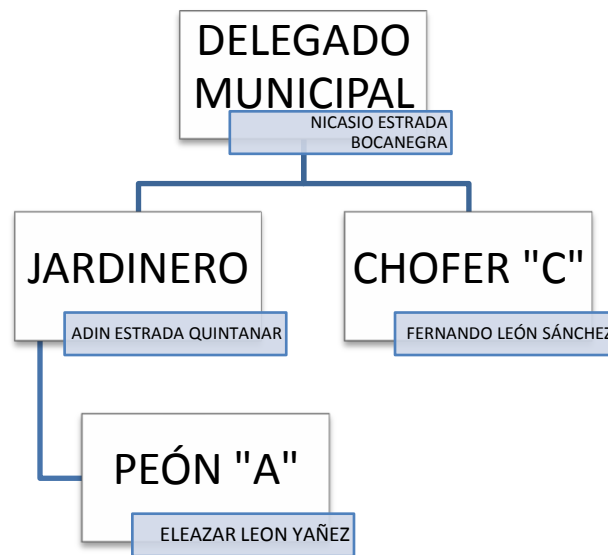 DELEGADO
MUNICIPAL
NICASIO ESTRADA
BOCANEGRA
JARDINERO
ADIN ESTRADA QUINTANAR
CHOFER "C"
FERNANDO LEÓN SÁNCHEZ
PEÓN "A"
ELEAZAR LEON YAÑEZ